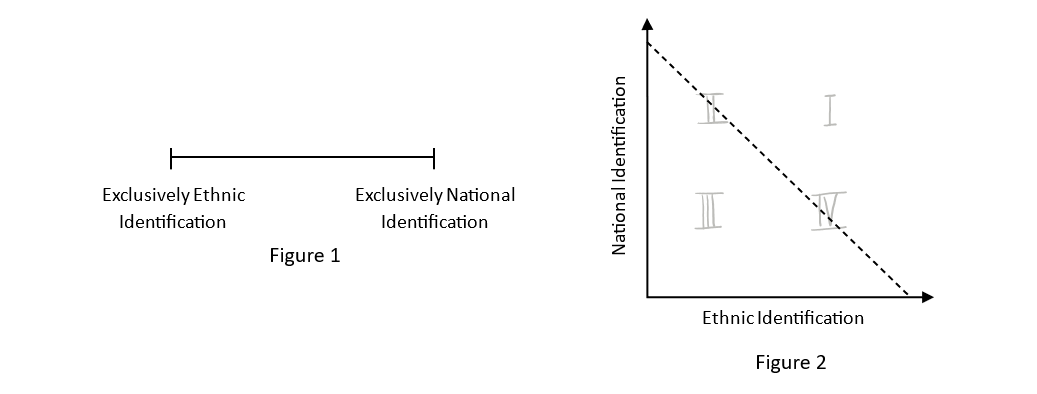 Exclusively Ethnic
Identification
Exclusively National
Identification
Figure 1
National Identification
II
I
III
IV
Ethnic Identification
Figure 2